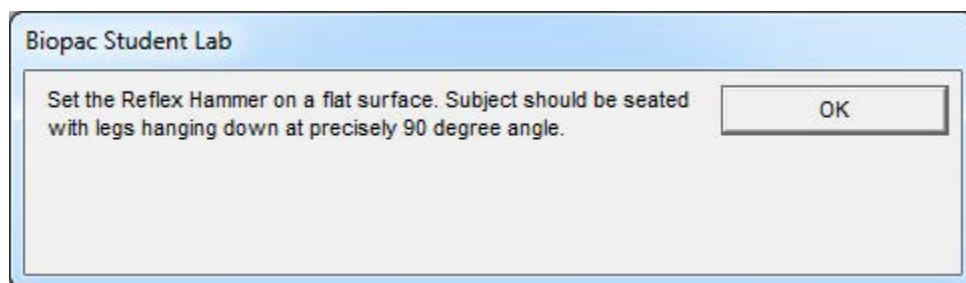 Biopac Student Lab
Set the Reflex Hammer on a flat surface. Subject should be seated
with legs hanging down at precisely 90 degree angle.
OK